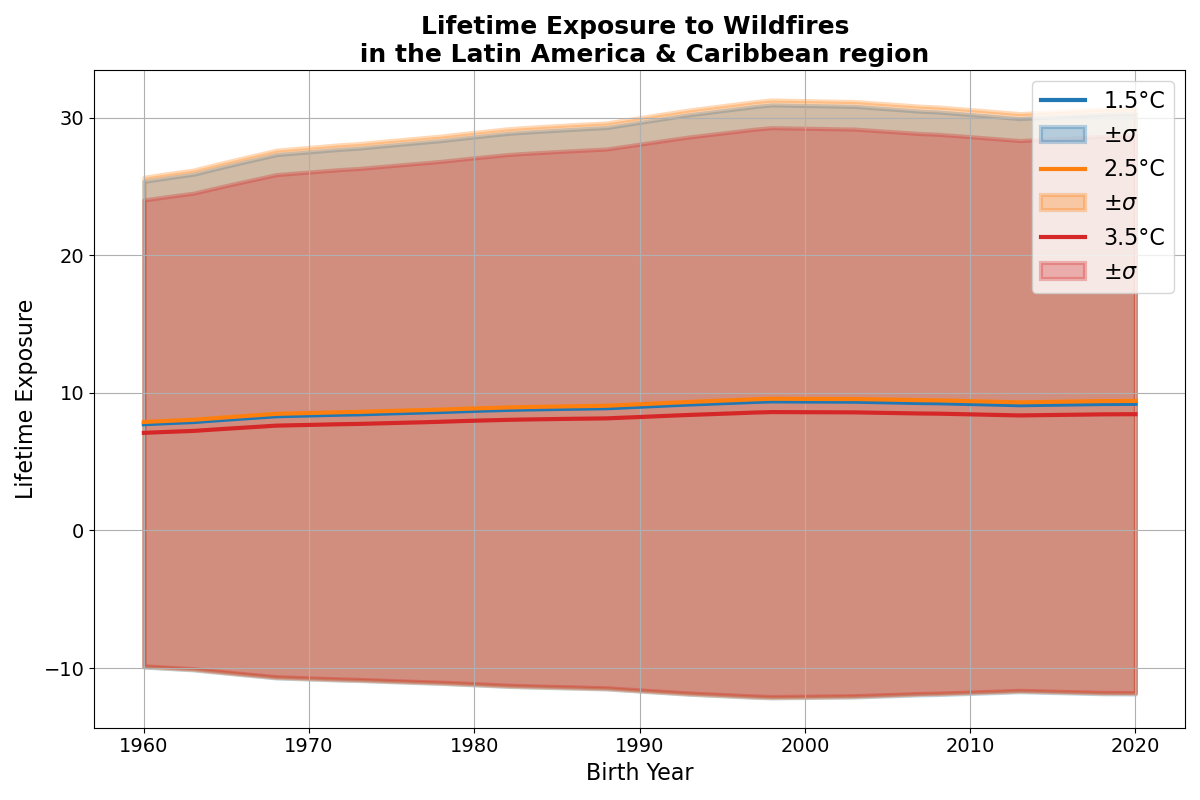 Lifetime Exposure to Wildfires
in the Latin America & Caribbean region
1.5°C
±σ
2.5°C
±σ
3.5°C
±σ
Lifetime Exposure
30
20
10
0
−10
1960 1970 1980 1990 2000 2010 2020
Birth Year